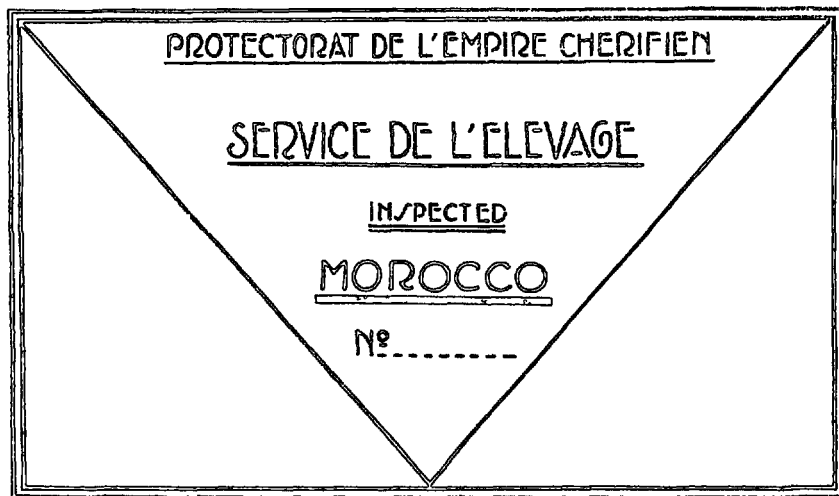 PROTECTORAT DE L'EMPIRE CHERIFIEN
SERVICE DE L'ELEVAGE
INSPECTED
MOROCCO
Nº.........